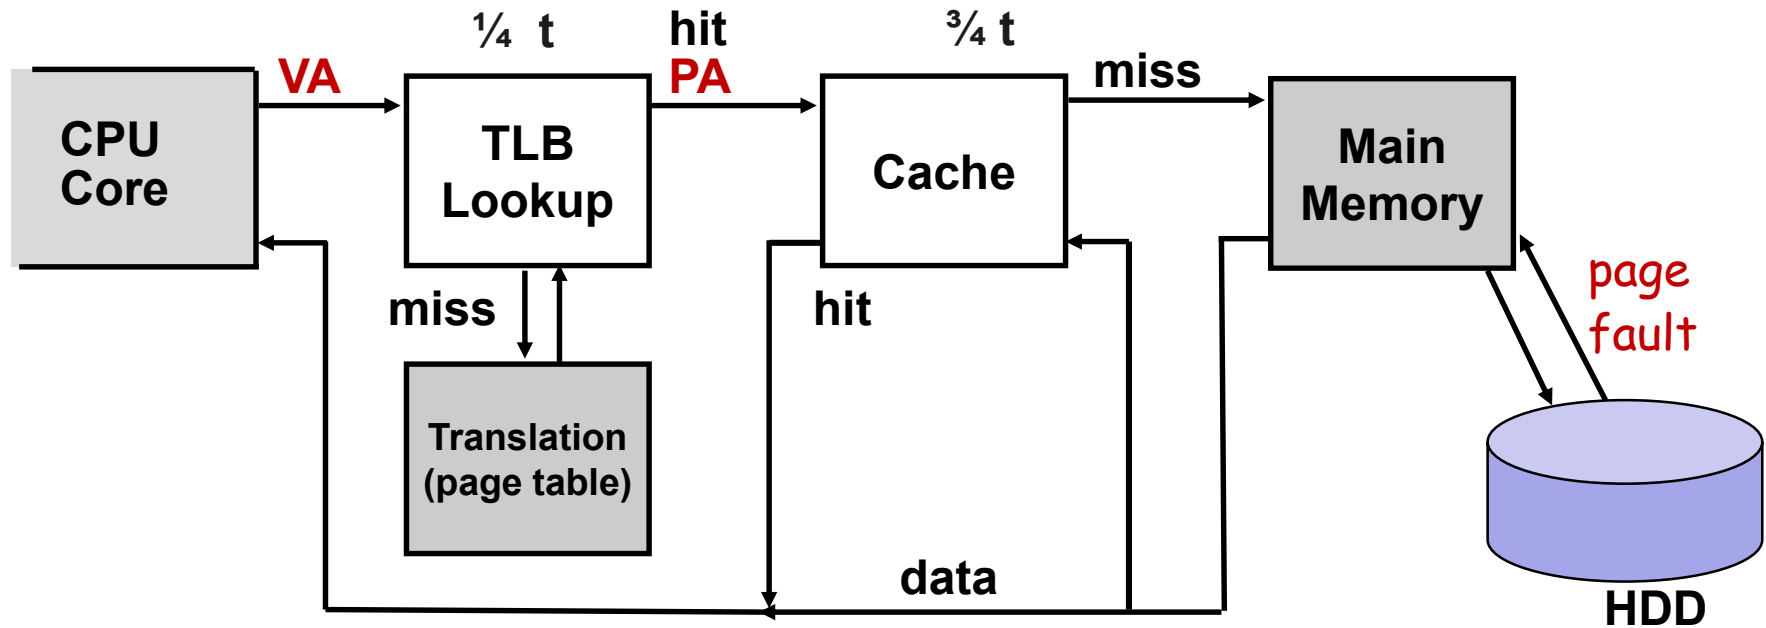 ¼ t
hit
¾ t
VA
PA
miss
CPU
Core
TLB
Lookup
Cache
Main
Memory
miss
hit
page
fault
Translation
(page table)
data
HDD